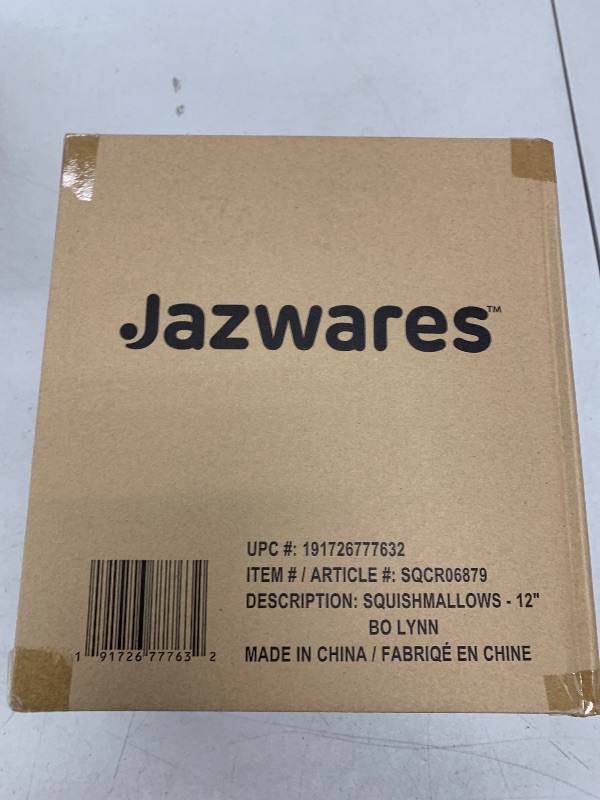 Jazwares™
UPC #: 191726777632
ITEM # / ARTICLE #: SQCR06879
DESCRIPTION: SQUISHMALLOWS - 12"
BO LYNN
MADE IN CHINA / FABRIQÉ EN CHINE
1 91726 77763 2